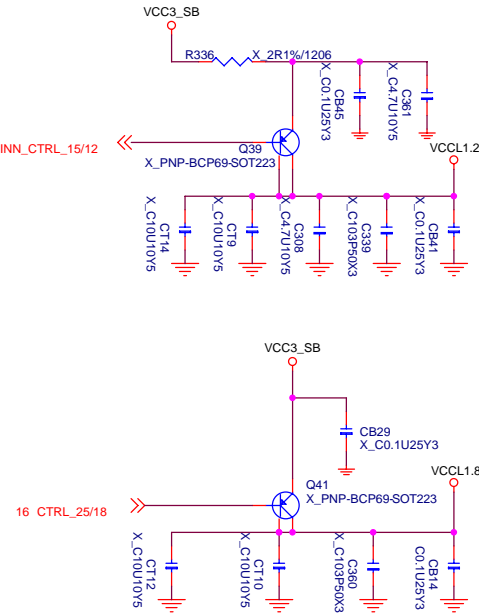 VCC3_SB
R336 X_2R1%/1206
X_C0.1U25Y3
CB45
X_C4.7U10Y5
C361
INN_CTRL_15/12
Q39
X_PNP-BCP69-SOT223
VCCL1.2
X_C10U10Y5
CT14
X_C10U10Y5
CT9
X_C4.7U10Y5
C308
X_C103P50X3
C339
X_C0.1U25Y3
CB41
VCC3_SB
CB29
X_C0.1U25Y3
Q41
X_PNP-BCP69-SOT223
VCCL1.8
16 CTRL_25/18
X_C10U10Y5
CT12
X_C10U10Y5
CT10
X_C103P50X3
C360
C0.1U25Y3
CB14